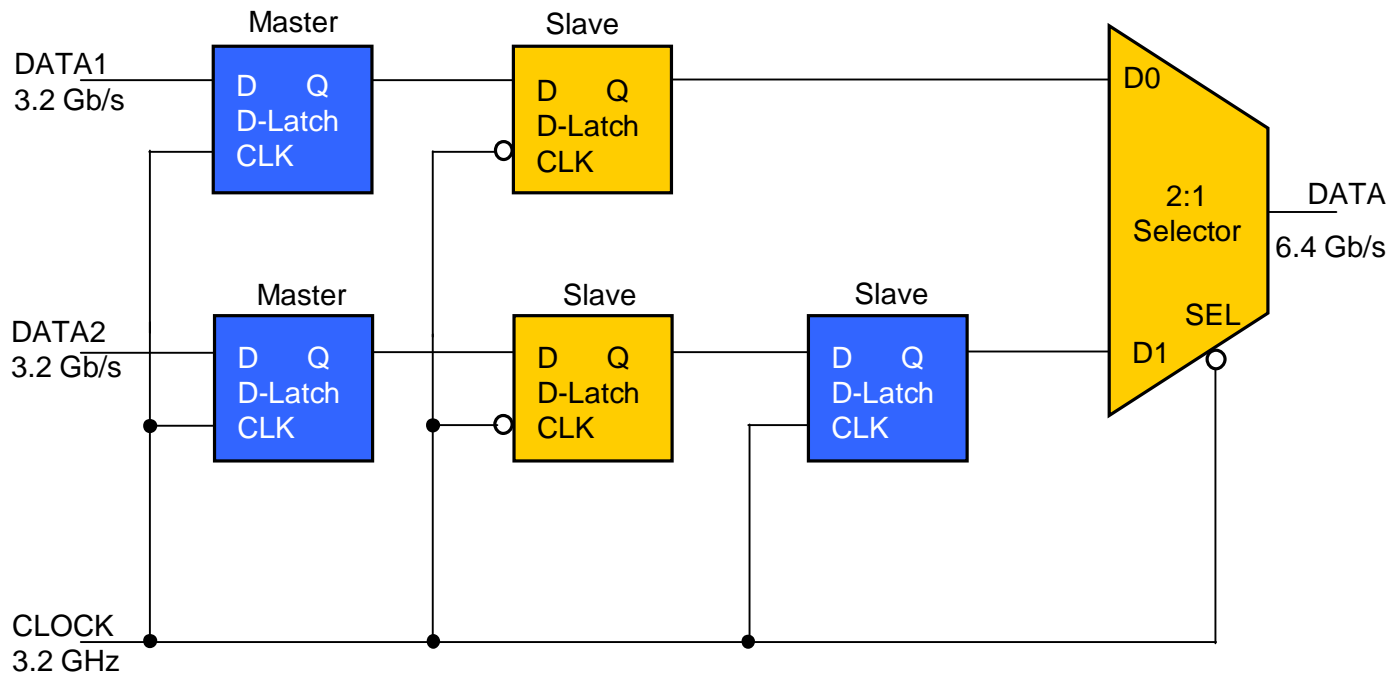 Master
Slave
DATA1
3.2 Gb/s
D Q
D-Latch
CLK
D Q
D-Latch
CLK
D0
2:1
Selector
DATA
6.4 Gb/s
Master
Slave
Slave
DATA2
3.2 Gb/s
D Q
D-Latch
CLK
D Q
D-Latch
CLK
D Q
D-Latch
CLK
SEL
D1
CLOCK
3.2 GHz